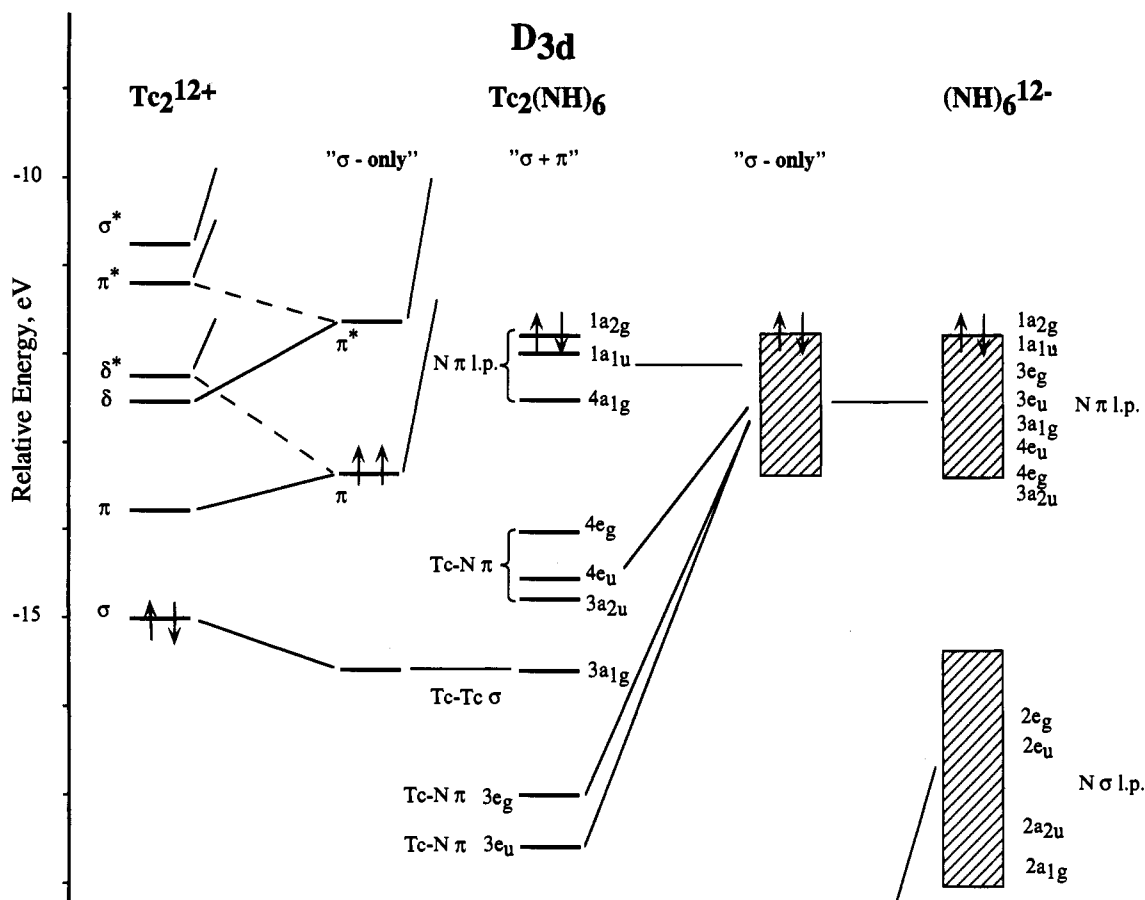 D3d
Tc2 12+ Tc2(NH)6 (NH)6 12-
"σ - only" "σ + π" "σ - only"
Relative Energy, eV
-10
-15
σ*
π*
δ*
δ
π
σ
π*
π
N π l.p.
1a2g
1a1u
4a1g
Tc-N π
4eg
4eu
3a2u
3a1g
Tc-Tc σ
Tc-N π 3eg
Tc-N π 3eu
1a2g
1a1u
3eg
3eu
3a1g
4eu
4eg
3a2u
N π l.p.
2eg
2eu
2a2u
2a1g
N σ l.p.